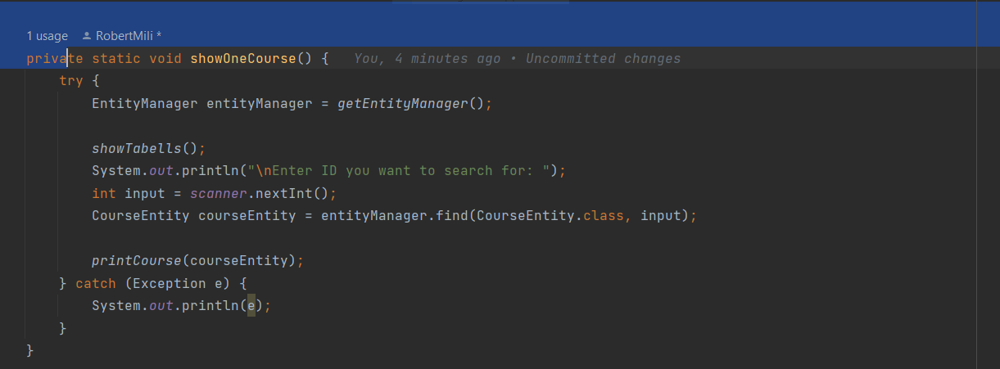 1 usage RobertMili *
private static void showOneCourse() { You, 4 minutes ago • Uncommitted changes
try {
EntityManager entityManager = getEntityManager();
showTabells();
System.out.println("\nEnter ID you want to search for: ");
int input = scanner.nextInt();
CourseEntity courseEntity = entityManager.find(CourseEntity.class, input);
printCourse(courseEntity);
} catch (Exception e) {
System.out.println(e);
}
}